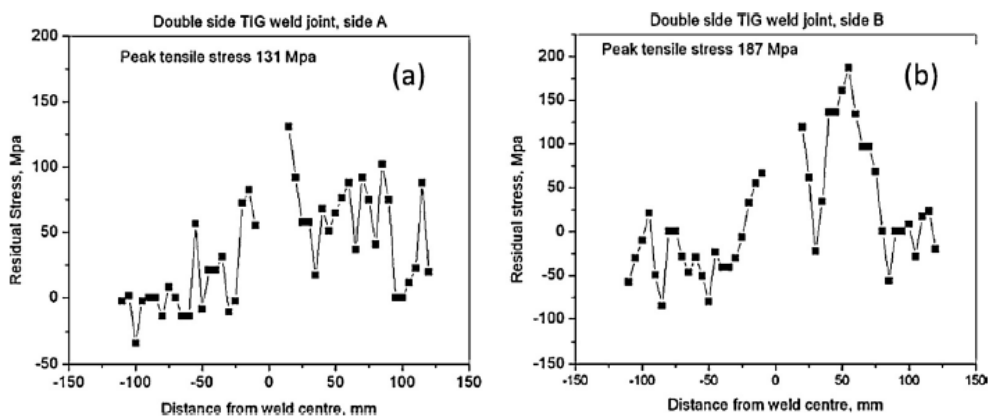 Double side TIG weld joint, side A
Peak tensile stress 131 Mpa
(a)
Residual Stress, Mpa
200
150
100
50
0
-50
-150
-100
-50
0
50
100
150
Distance from weld centre, mm
Double side TIG weld joint, side B
Peak tensile stress 187 Mpa
(b)
Residual stress, Mpa
200
150
100
50
0
-50
-100
-150
-150
-100
-50
0
50
100
150
Distance from weld centre, mm